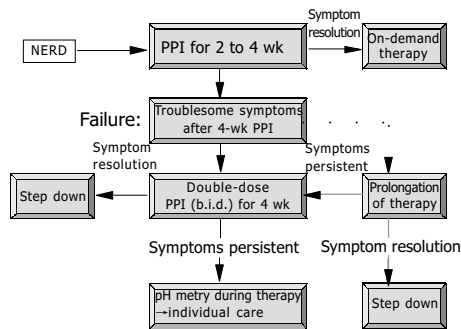 Symptom
resolution
NERD
PPI for 2 to 4 wk
On-demand
therapy
Failure:
Troublesome symptoms
after 4-wk PPI
Symptom
resolution
Symptoms
persistent
Step down
Double-dose
PPI (b.i.d.) for 4 wk
Prolongation
of therapy
Symptoms persistent
Symptom resolution
pH metry during therapy
→individual care
Step down